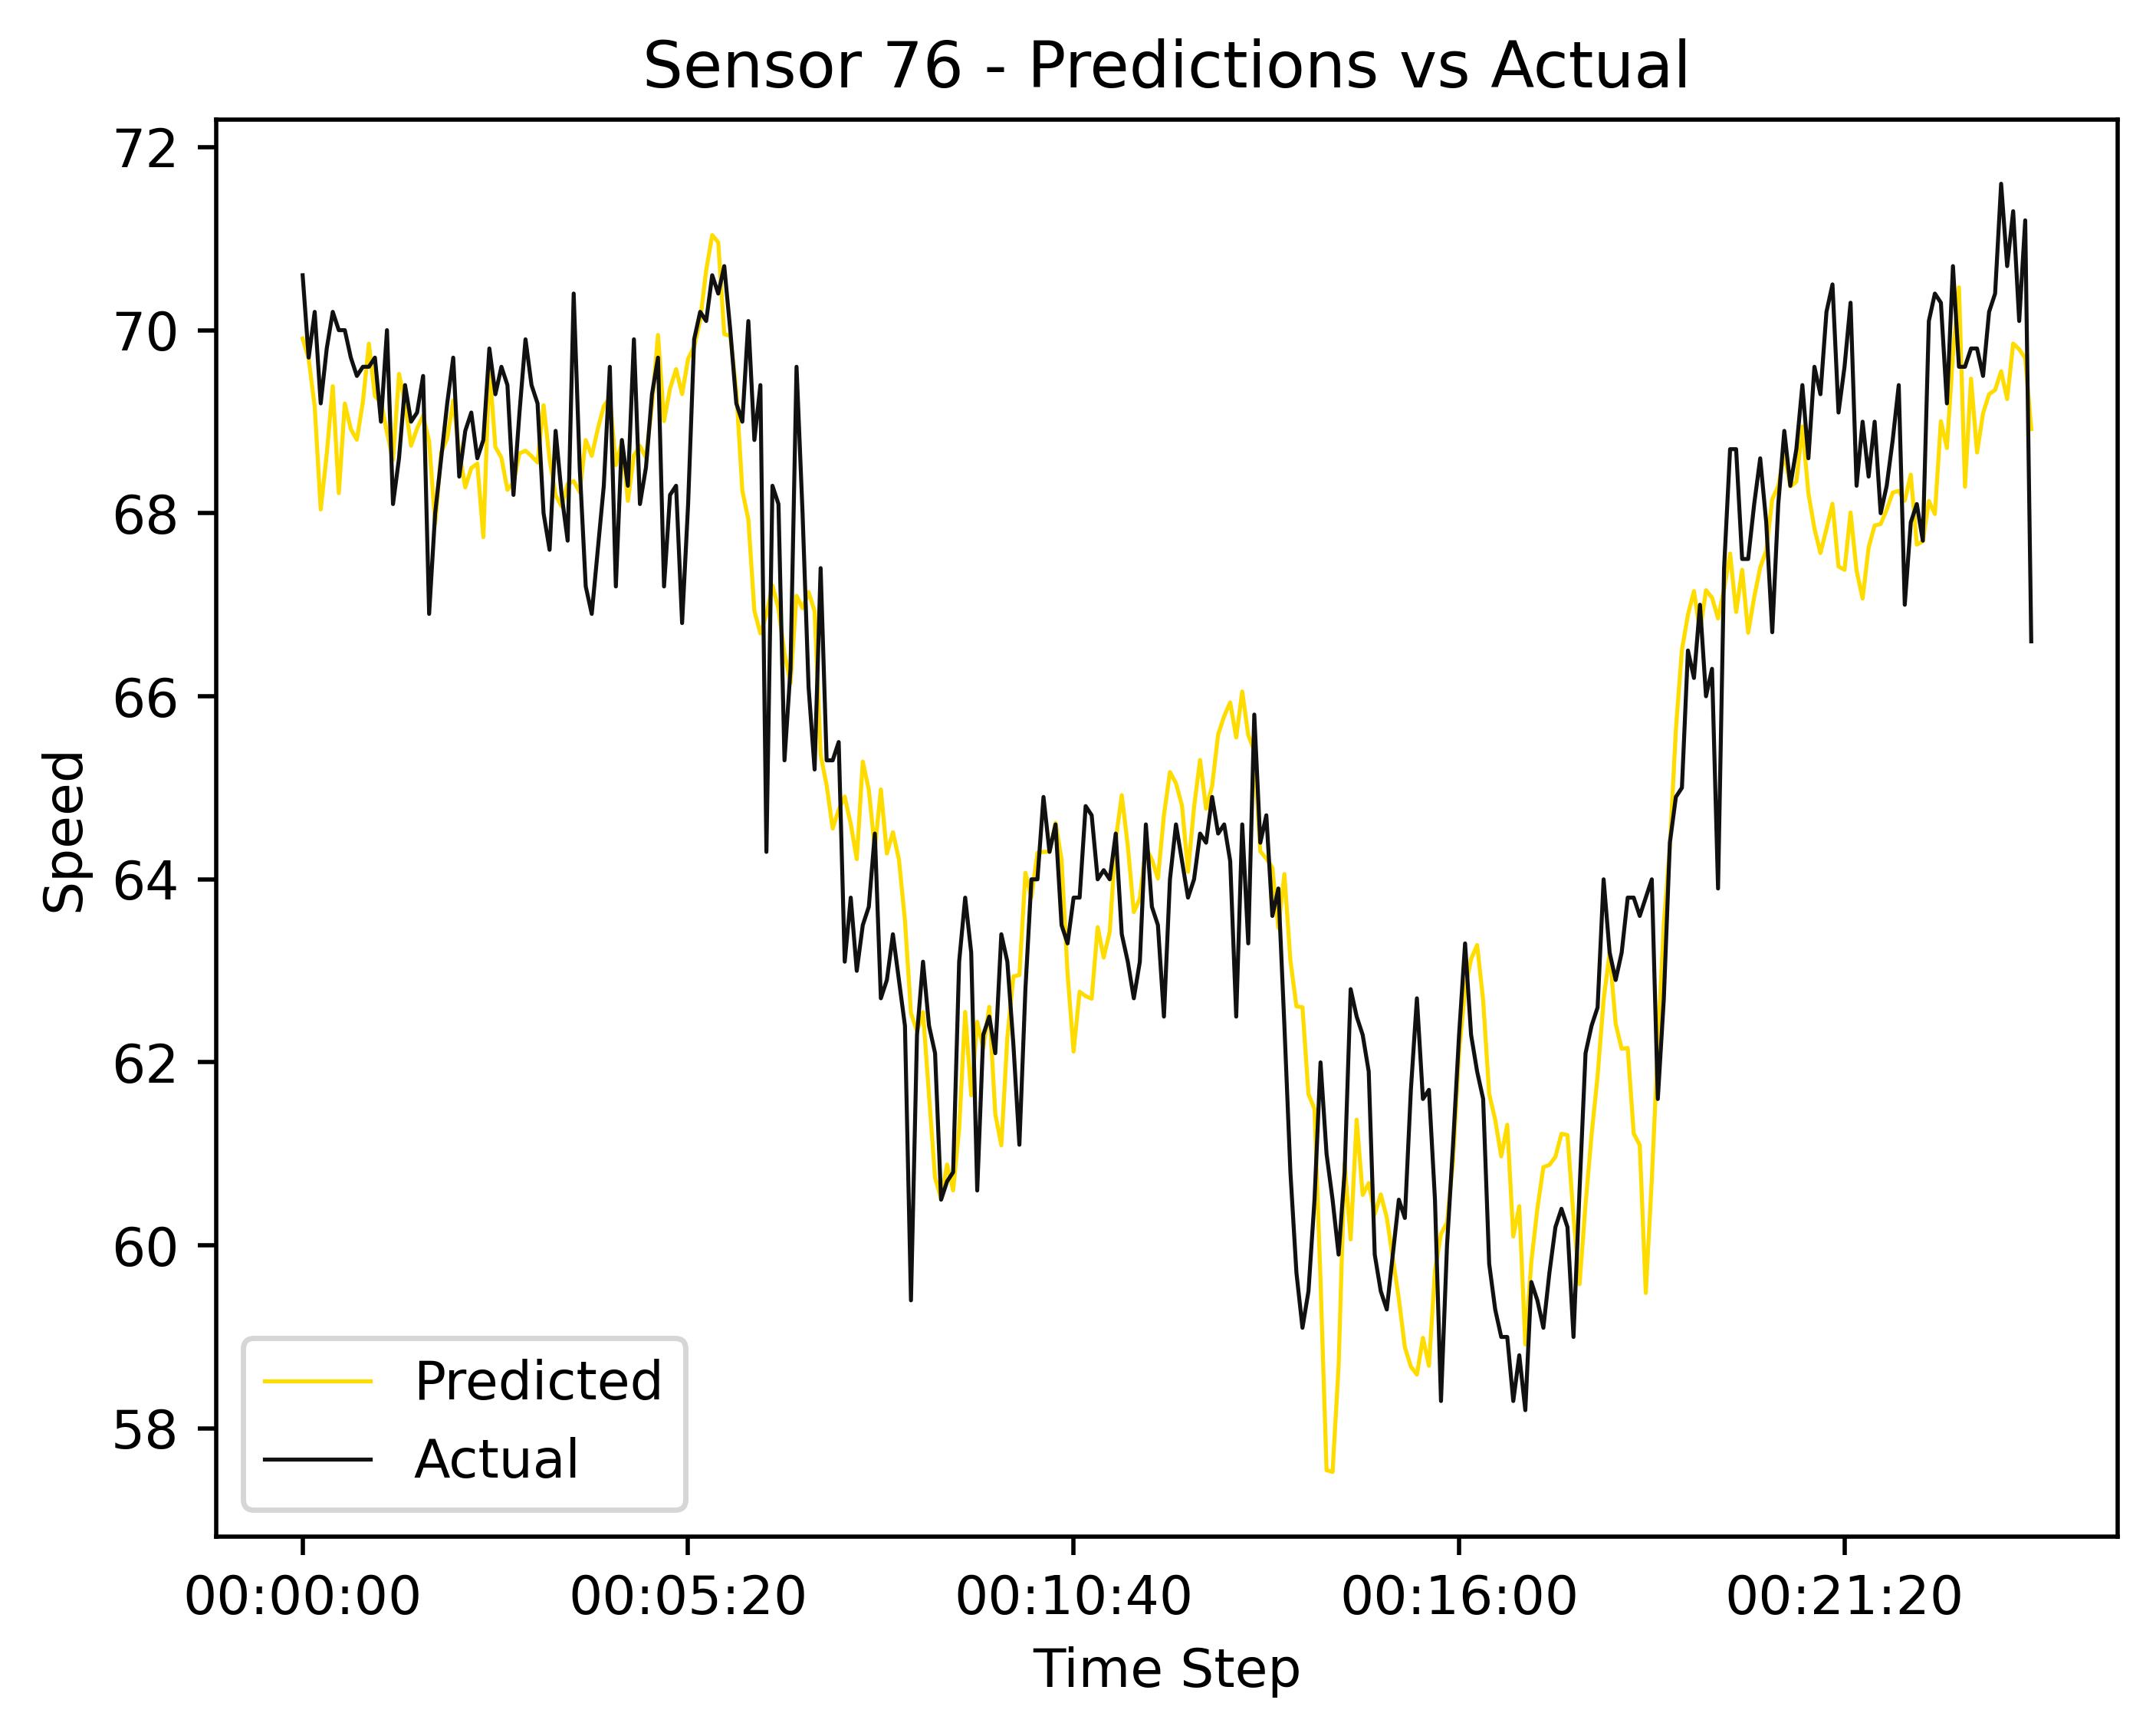 Sensor 76 - Predictions vs Actual
72
70
68
66
64
62
60
58
Speed
Predicted
Actual
00:00:00 00:05:20 00:10:40 00:16:00 00:21:20
Time Step